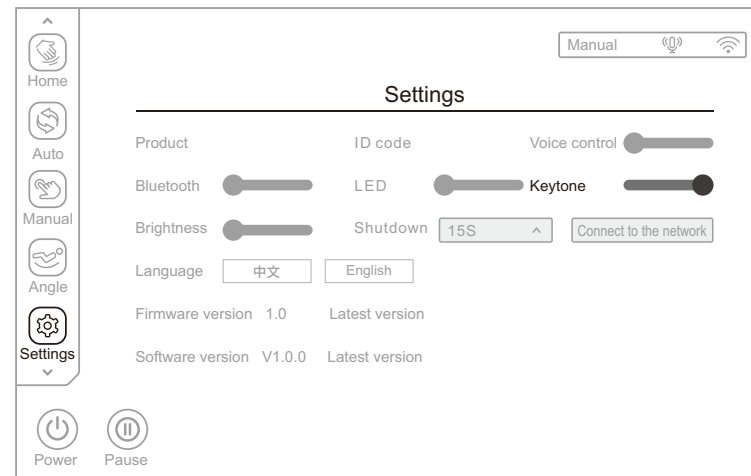 Manual
Home
Settings
Auto
Product ID code Voice control
Bluetooth LED Keytone
Manual
Brightness Shutdown 15S Connect to the network
Language 中文 English
Angle
Firmware version 1.0 Latest version
Settings
Software version V1.0.0 Latest version
Power Pause